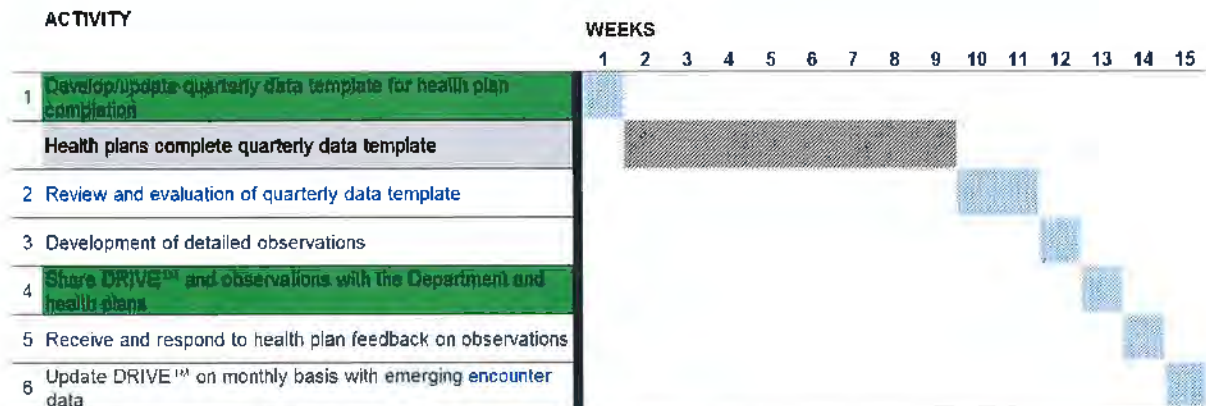 ACTIVITY
WEEKS
1 2 3 4 5 6 7 8 9 10 11 12 13 14 15
1 Develop/update quarterly data template for health plan
completion
Health plans complete quarterly data template
2 Review and evaluation of quarterly data template
3 Development of detailed observations
4 Share DRIVE™ and observations with the Department and
health plans
5 Receive and respond to health plan feedback on observations
6 Update DRIVE™ on monthly basis with emerging encounter
data